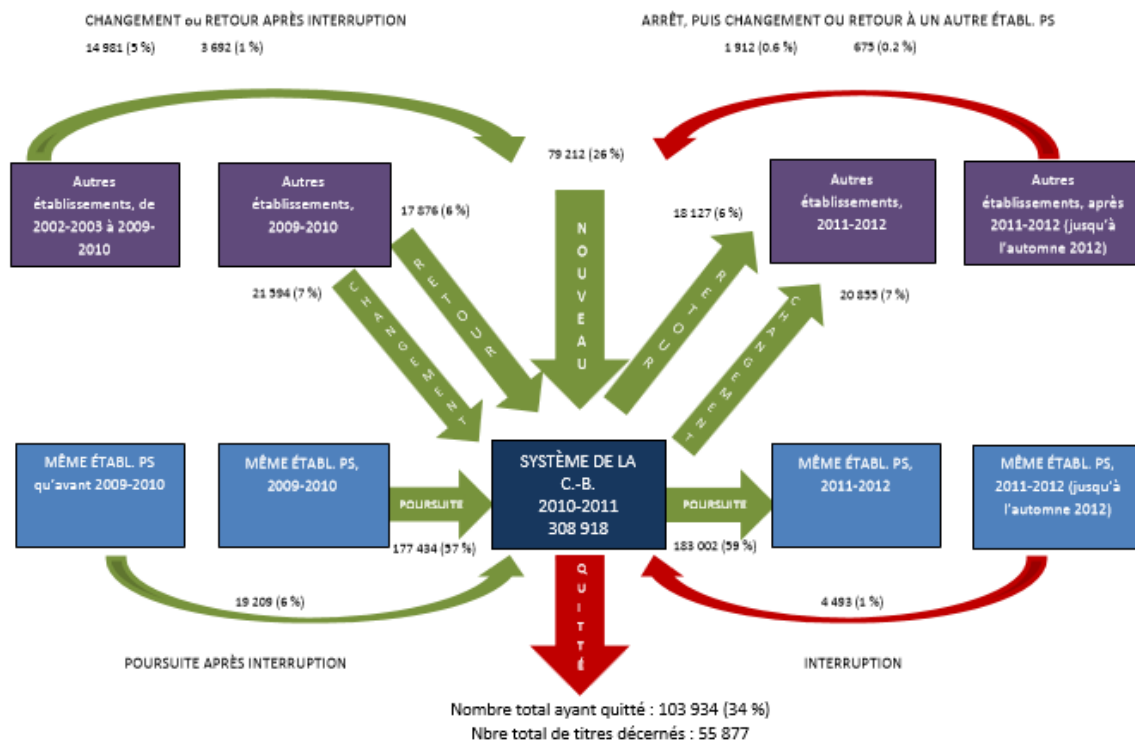 CHANGEMENT ou RETOUR APRÈS INTERRUPTION
14 981 (5 %) 3 692 (1 %)
ARRÊT, PUIS CHANGEMENT OU RETOUR À UN AUTRE ÉTABL. PS
1 912 (0.6 %) 675 (0.2 %)
79 212 (26 %)
Autres
établissements, de
2002-2003 à 2009-
2010
Autres
établissements,
2009-2010
17 876 (6 %)
21 594 (7 %)
CHANGEMENT
RETOUR
NOUVEAU
RETOUR
CHANGEMENT
18 127 (6 %)
Autres
établissements,
2011-2012
20 855 (7 %)
Autres
établissements, après
2011-2012 (jusqu'à
l'automne 2012)
MÊME ÉTABL. PS
qu'avant 2009-2010
MÊME ÉTABL. PS,
2009-2010
POURSUITE
177 434 (57 %)
SYSTÈME DE LA
C.-B.
2010-2011
308 918
POURSUITE
183 002 (59 %)
MÊME ÉTABL. PS,
2011-2012
MÊME ÉTABL. PS,
2011-2012 (jusqu'à
l'automne 2012)
19 209 (6 %)
POURSUITE APRÈS INTERRUPTION
QUITTÉ
4 493 (1 %)
INTERRUPTION
Nombre total ayant quitté : 103 934 (34 %)
Nbre total de titres décernés : 55 877